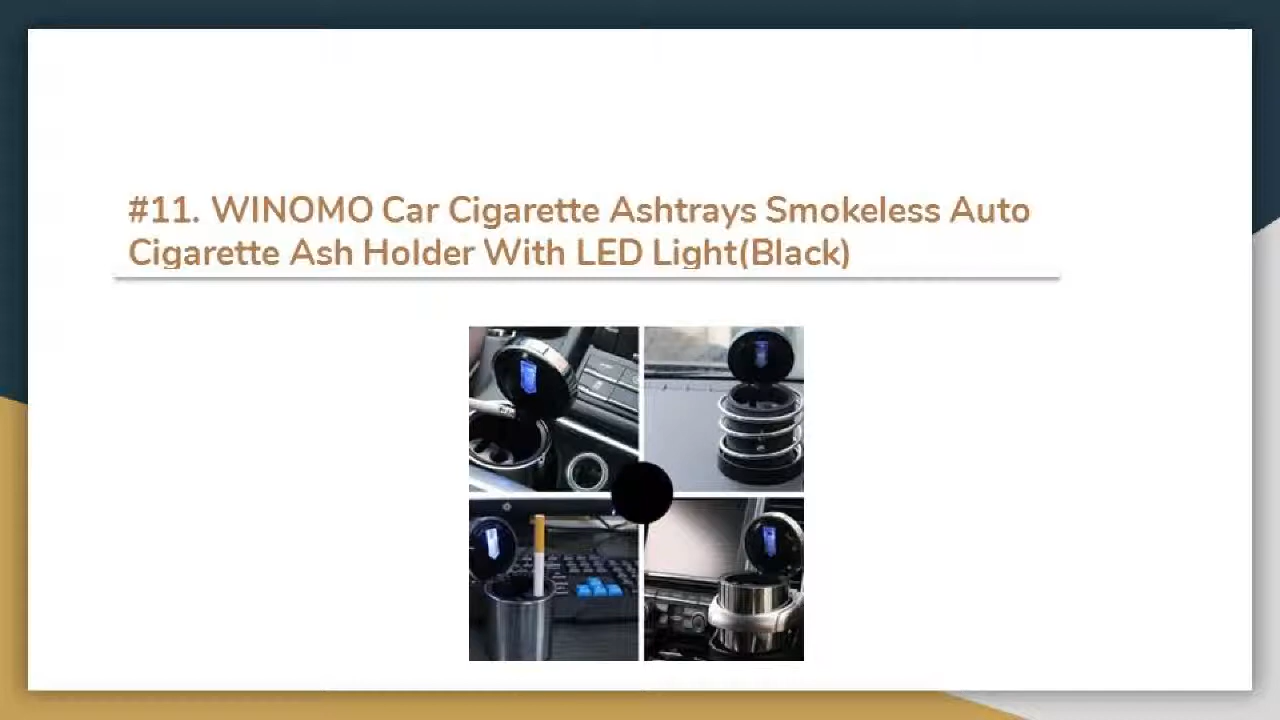 #11. WINOMO Car Cigarette Ashtrays Smokeless Auto
Cigarette Ash Holder With LED Light(Black)